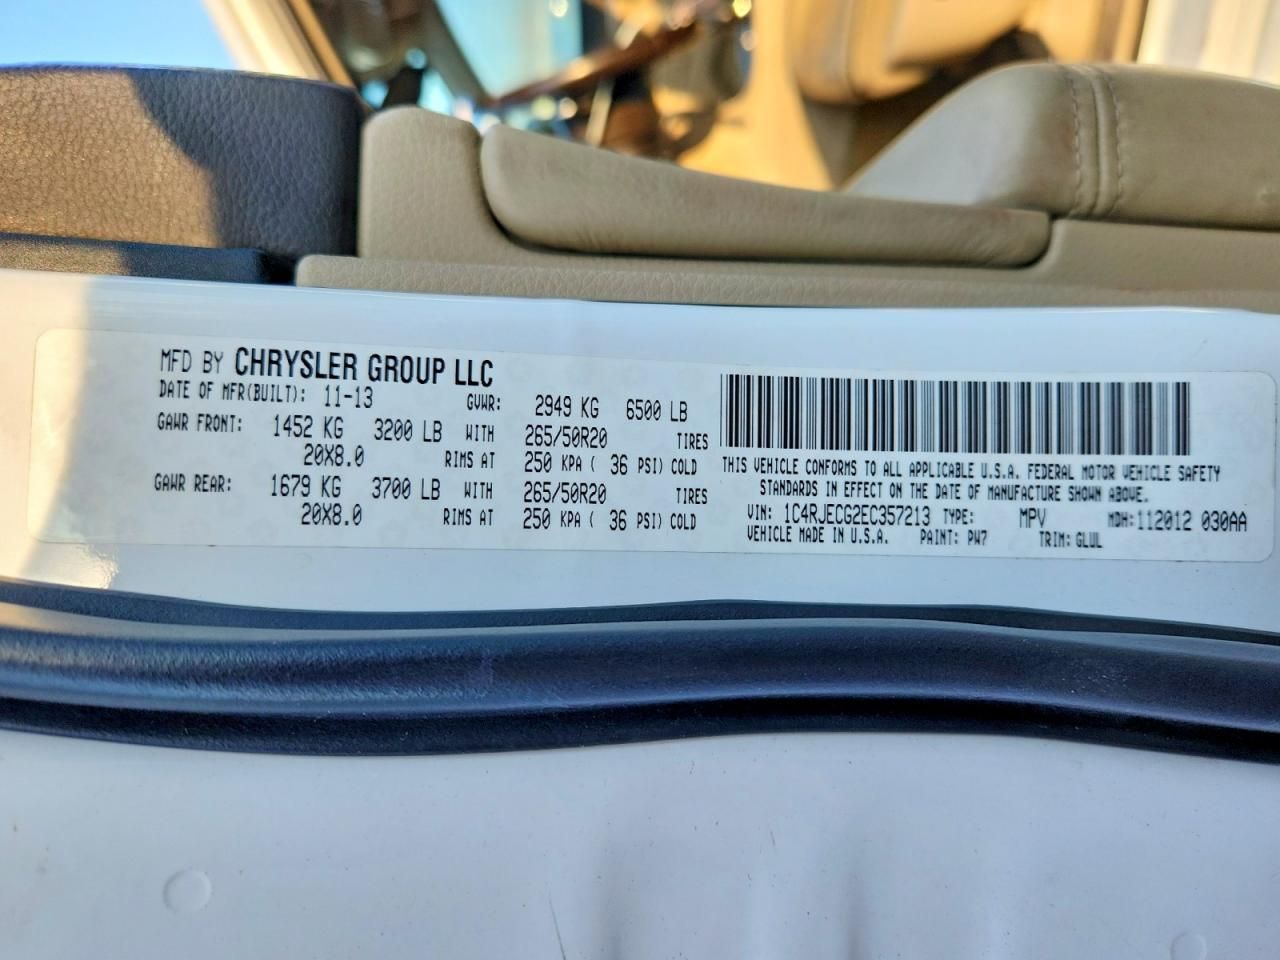 MFD BY CHRYSLER GROUP LLC
DATE OF MFR(BUILT): 11-13 GVWR: 2949 KG 6500 LB
GAWR FRONT: 1452 KG 3200 LB WITH 265/50R20 TIRES
20X8.0 RIMS AT 250 KPA ( 36 PSI) COLD
GAWR REAR: 1679 KG 3700 LB WITH 265/50R20 TIRES
20X8.0 RIMS AT 250 KPA ( 36 PSI) COLD
THIS VEHICLE CONFORMS TO ALL APPLICABLE U.S.A. FEDERAL MOTOR VEHICLE SAFETY
STANDARDS IN EFFECT ON THE DATE OF MANUFACTURE SHOWN ABOVE.
VIN: 1C4RJECG2EC357213 TYPE: MPV MDH:112012 030AA
VEHICLE MADE IN U.S.A. PAINT: PW7 TRIM: GLUL